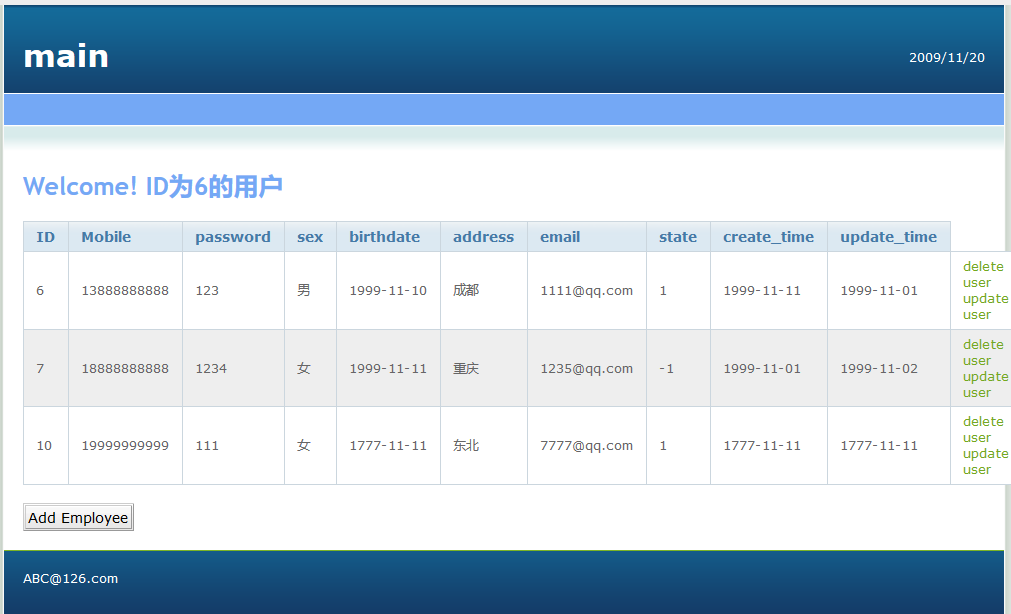 main
2009/11/20
Welcome! ID为6的用户
ID Mobile password sex birthdate address email state create_time update_time
6 13888888888 123 男 1999-11-10 成都 1111@qq.com 1 1999-11-11 1999-11-01
delete
user
update
user
7 18888888888 1234 女 1999-11-11 重庆 1235@qq.com -1 1999-11-01 1999-11-02
delete
user
update
user
10 19999999999 111 女 1777-11-11 东北 7777@qq.com 1 1777-11-11 1777-11-11
delete
user
update
user
Add Employee
ABC@126.com